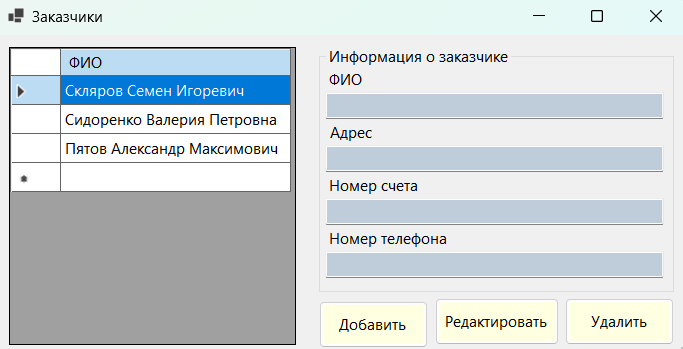 Заказчики
ФИО
Скляров Семен Игоревич
Сидоренко Валерия Петровна
Пятов Александр Максимович
Информация о заказчике
ФИО
Адрес
Номер счета
Номер телефона
Добавить
Редактировать
Удалить